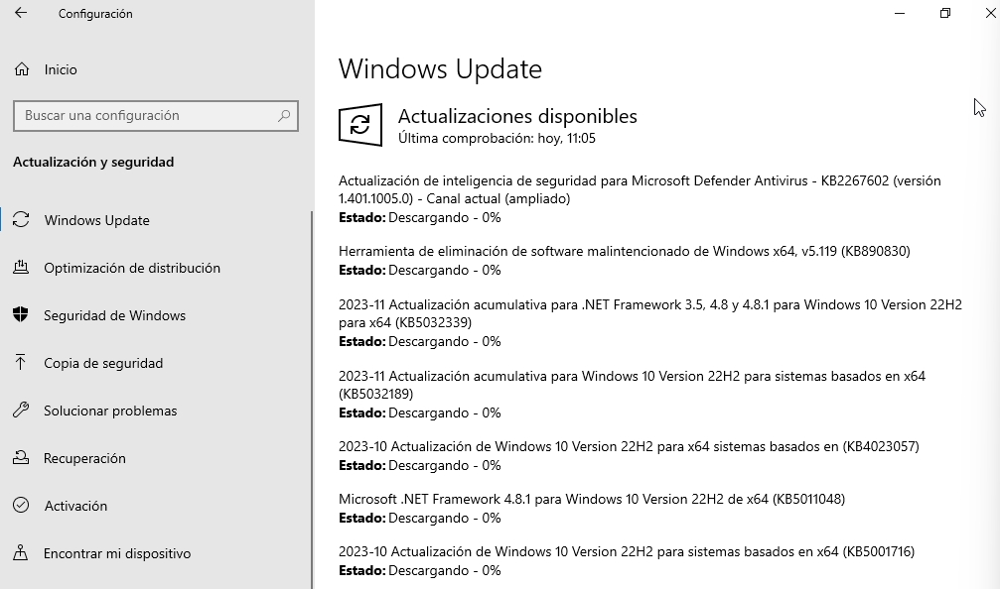 Configuración
Inicio
Buscar una configuración
Actualización y seguridad
Windows Update
Optimización de distribución
Seguridad de Windows
Copia de seguridad
Solucionar problemas
Recuperación
Activación
Encontrar mi dispositivo
Windows Update
Actualizaciones disponibles
Última comprobación: hoy, 11:05
Actualización de inteligencia de seguridad para Microsoft Defender Antivirus - KB2267602 (versión
1.401.1005.0) - Canal actual (ampliado)
Estado: Descargando - 0%
Herramienta de eliminación de software malintencionado de Windows x64, v5.119 (KB890830)
Estado: Descargando - 0%
2023-11 Actualización acumulativa para .NET Framework 3.5, 4.8 y 4.8.1 para Windows 10 Version 22H2
para x64 (KB5032339)
Estado: Descargando - 0%
2023-11 Actualización acumulativa para Windows 10 Version 22H2 para sistemas basados en x64
(KB5032189)
Estado: Descargando - 0%
2023-10 Actualización de Windows 10 Version 22H2 para x64 sistemas basados en (KB4023057)
Estado: Descargando - 0%
Microsoft .NET Framework 4.8.1 para Windows 10 Version 22H2 de x64 (KB5011048)
Estado: Descargando - 0%
2023-10 Actualización de Windows 10 Version 22H2 para sistemas basados en x64 (KB5001716)
Estado: Descargando - 0%